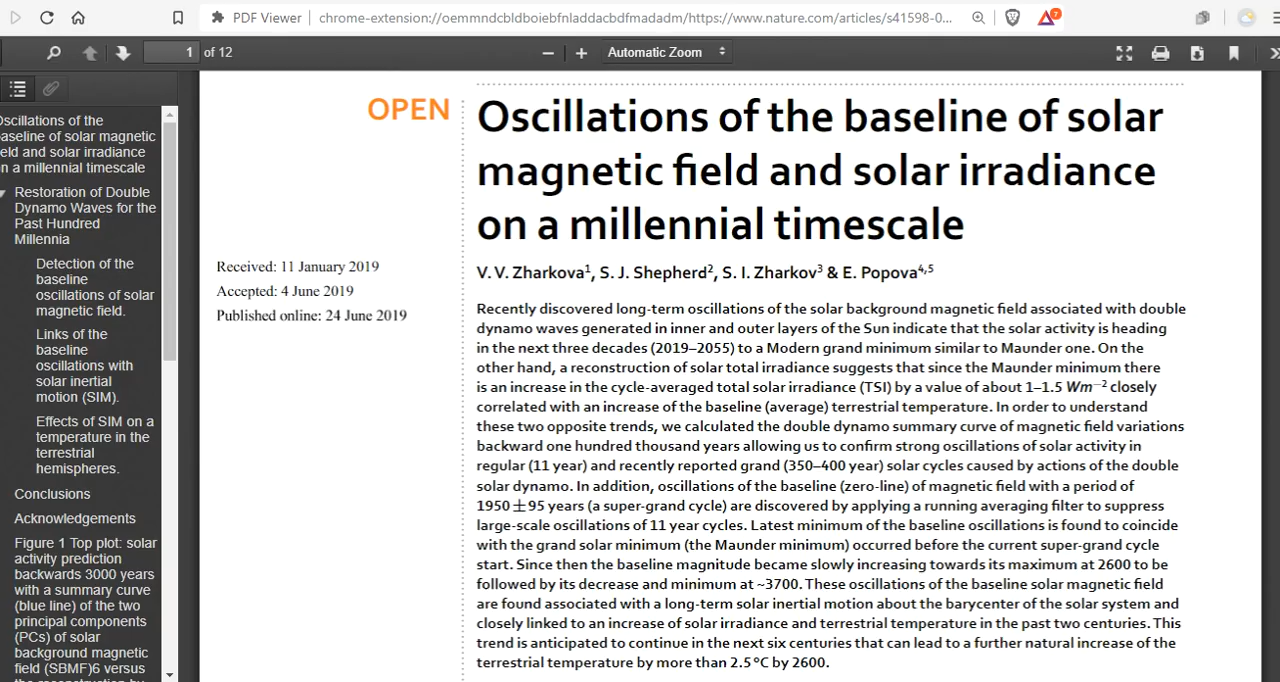 PDF Viewer
chrome-extension://oemmndcbldboiebfnladdacbdfmadadm/https://www.nature.com/articles/s41598-0...
7
1 of 12
Automatic Zoom
Oscillations of the
baseline of solar magnetic
field and solar irradiance
on a millennial timescale
Restoration of Double
Dynamo Waves for the
Past Hundred
Millennia
Detection of the
baseline
oscillations of solar
magnetic field.
Links of the
baseline
oscillations with
solar inertial
motion (SIM).
Effects of SIM on a
temperature in the
terrestrial
hemispheres.
Conclusions
Acknowledgements
Figure 1 Top plot: solar
activity prediction
backwards 3000 years
with a summary curve
(blue line) of the two
principal components
(PCs) of solar
background magnetic
field (SBMF)6 versus
OPEN
Oscillations of the baseline of solar
magnetic field and solar irradiance
on a millennial timescale
Received: 11 January 2019
Accepted: 4 June 2019
Published online: 24 June 2019
V. V. Zharkova1, S. J. Shepherd2, S. I. Zharkov3 & E. Popova4,5
Recently discovered long-term oscillations of the solar background magnetic field associated with double
dynamo waves generated in inner and outer layers of the Sun indicate that the solar activity is heading
in the next three decades (2019–2055) to a Modern grand minimum similar to Maunder one. On the
other hand, a reconstruction of solar total irradiance suggests that since the Maunder minimum there
is an increase in the cycle-averaged total solar irradiance (TSI) by a value of about 1–1.5 Wm−2 closely
correlated with an increase of the baseline (average) terrestrial temperature. In order to understand
these two opposite trends, we calculated the double dynamo summary curve of magnetic field variations
backward one hundred thousand years allowing us to confirm strong oscillations of solar activity in
regular (11 year) and recently reported grand (350–400 year) solar cycles caused by actions of the double
solar dynamo. In addition, oscillations of the baseline (zero-line) of magnetic field with a period of
1950 ± 95 years (a super-grand cycle) are discovered by applying a running averaging filter to suppress
large-scale oscillations of 11 year cycles. Latest minimum of the baseline oscillations is found to coincide
with the grand solar minimum (the Maunder minimum) occurred before the current super-grand cycle
start. Since then the baseline magnitude became slowly increasing towards its maximum at 2600 to be
followed by its decrease and minimum at ~3700. These oscillations of the baseline solar magnetic field
are found associated with a long-term solar inertial motion about the barycenter of the solar system and
closely linked to an increase of solar irradiance and terrestrial temperature in the past two centuries. This
trend is anticipated to continue in the next six centuries that can lead to a further natural increase of the
terrestrial temperature by more than 2.5 °C by 2600.